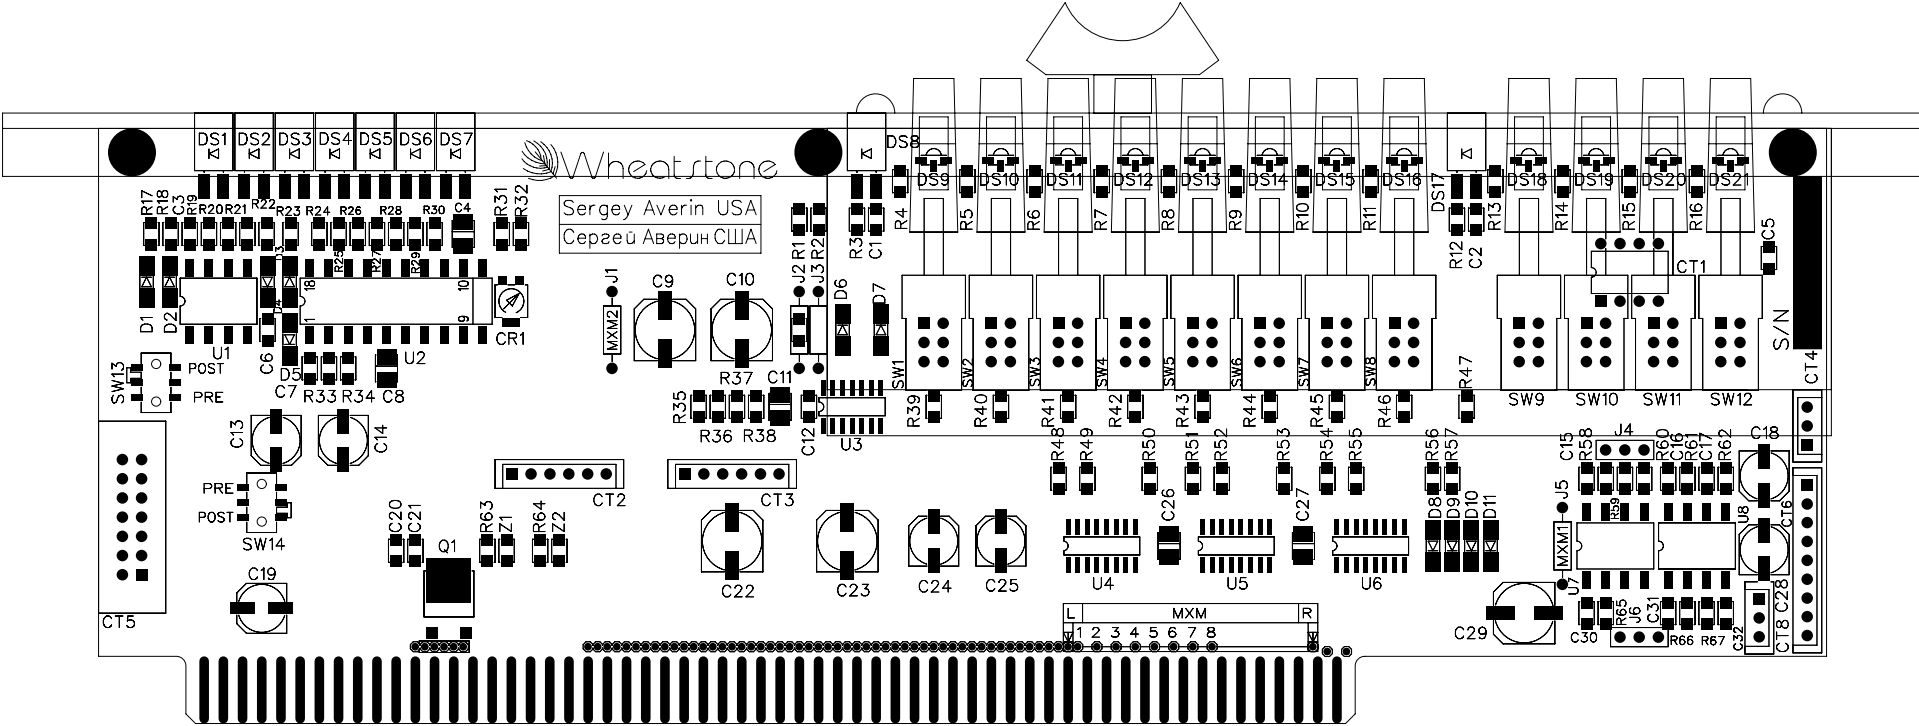 DS1 DS2 DS3 DS4 DS5 DS6 DS7
Wheatstone
DS8
DS9 DS10 DS11 DS12 DS13 DS14 DS15 DS16 DS17 DS18 DS19 DS20 DS21
R17 R18 C3 R19 R20 R21 R22 R23 R24 R26 R28 R30 C4 R31 R32
Sergey Averin USA
Сергей Аверин США
R1 R2 R3 C1 R4 R5 R6 R7 R8 R9 R10 R11 R12 C2 R13 R14 R15 R16 C5
D3 R25 R27 R29
18 10
1 9
D1 D2 D4 U1 C6 D5 U2 CR1
J1 MXM2 C9 C10 J2 J3 D6 D7
CT1
S/N
CT4
SW13 POST
PRE
C7 R33 R34 C8
R37 C11
SW1 SW2 SW3 SW4 SW5 SW6 SW7 SW8 R47 SW9 SW10 SW11 SW12
R35 R36 R38 C12 U3
R39 R40 R41 R42 R43 R44 R45 R46
C13 C14
R48 R49 R50 R51 R52 R53 R54 R55 R56 R57 C15 R58 J4 R60 C16 R61 C17 R62 C18
PRE
POST
SW14
CT2 CT3
C20 C21 Q1 R63 Z1 R64 Z2
C26 C27 D8 D9 D10 D11 J5 MXM1 R59 U8 CT6
C19
C22 C23 C24 C25 U4 U5 U6 U7
CT5
L MXM R
1 2 3 4 5 6 7 8
C29 C30 R65 J6 C31 R66 R67 C32 CT8 C28